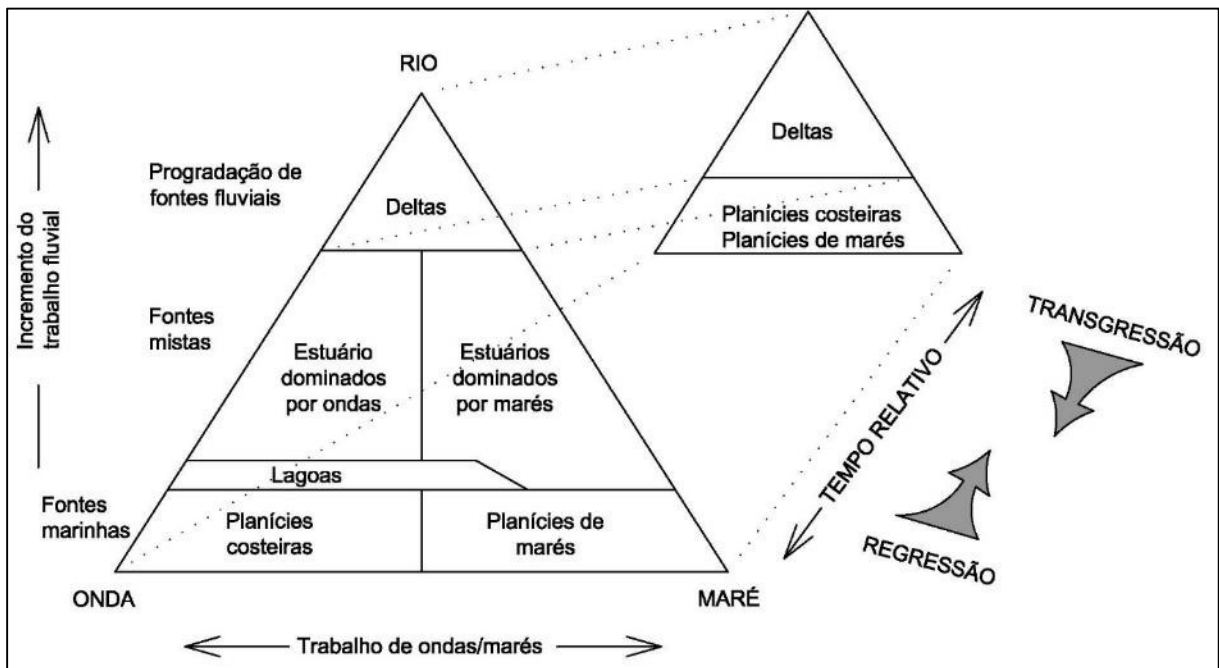 RIO
Incremento do
trabalho fluvial
Progradação de
fontes fluviais
Deltas
Fontes
mistas
Estuário
dominados
por ondas
Estuários
dominados
por marés
Lagoas
Fontes
marinhas
Planícies
costeiras
Planícies de
marés
ONDA
MARÉ
Trabalho de ondas/marés
Deltas
Planícies costeiras
Planícies de marés
TEMPO RELATIVO
TRANSGRESSÃO
REGRESSÃO